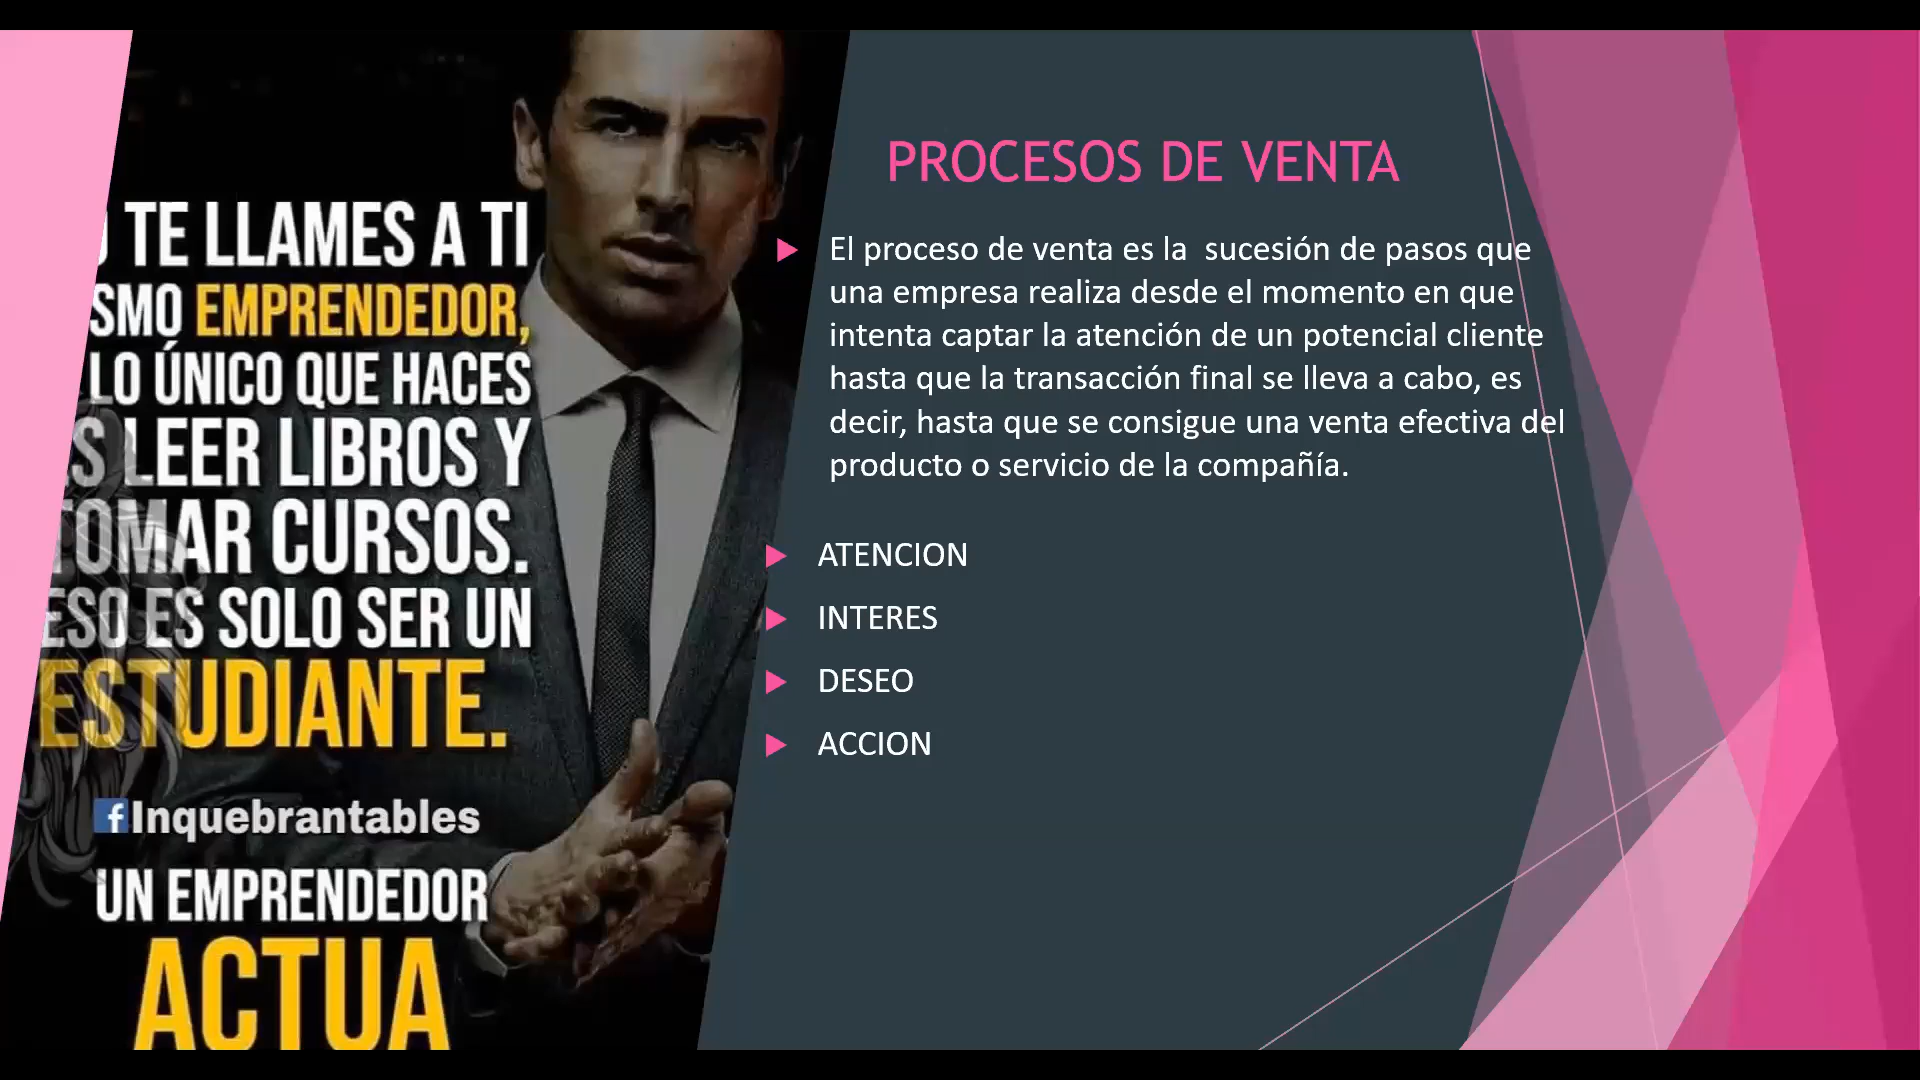 TE LLAMES A TI
EMPRENDEDOR,
LO ÚNICO QUE HACES
LEER LIBROS Y
TOMAR CURSOS.
ESO ES SOLO SER UN
ESTUDIANTE.
fInquebrantables
UN EMPRENDEDOR
ACTUA
PROCESOS DE VENTA
El proceso de venta es la sucesión de pasos que
una empresa realiza desde el momento en que
intenta captar la atención de un potencial cliente
hasta que la transacción final se lleva a cabo, es
decir, hasta que se consigue una venta efectiva del
producto o servicio de la compañía.
ATENCION
INTERES
DESEO
ACCION